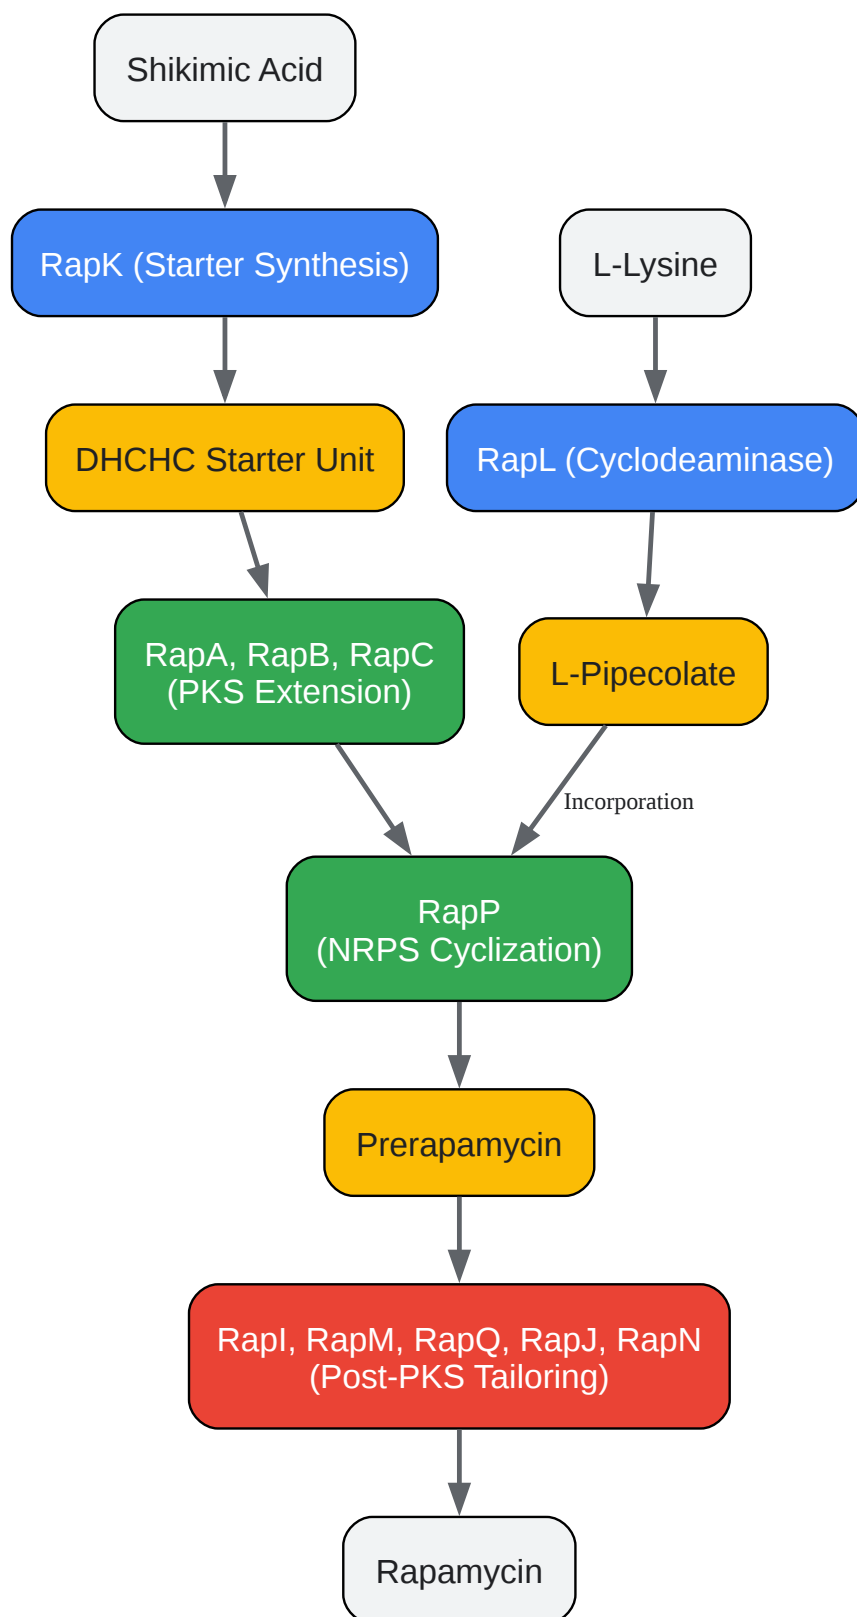 Shikimic Acid
RapK (Starter Synthesis)
L-Lysine
DHCHC Starter Unit
RapL (Cyclodeaminase)
RapA, RapB, RapC
(PKS Extension)
L-Pipecolate
Incorporation
RapP
(NRPS Cyclization)
Prerapamycin
RapI, RapM, RapQ, RapJ, RapN
(Post-PKS Tailoring)
Rapamycin